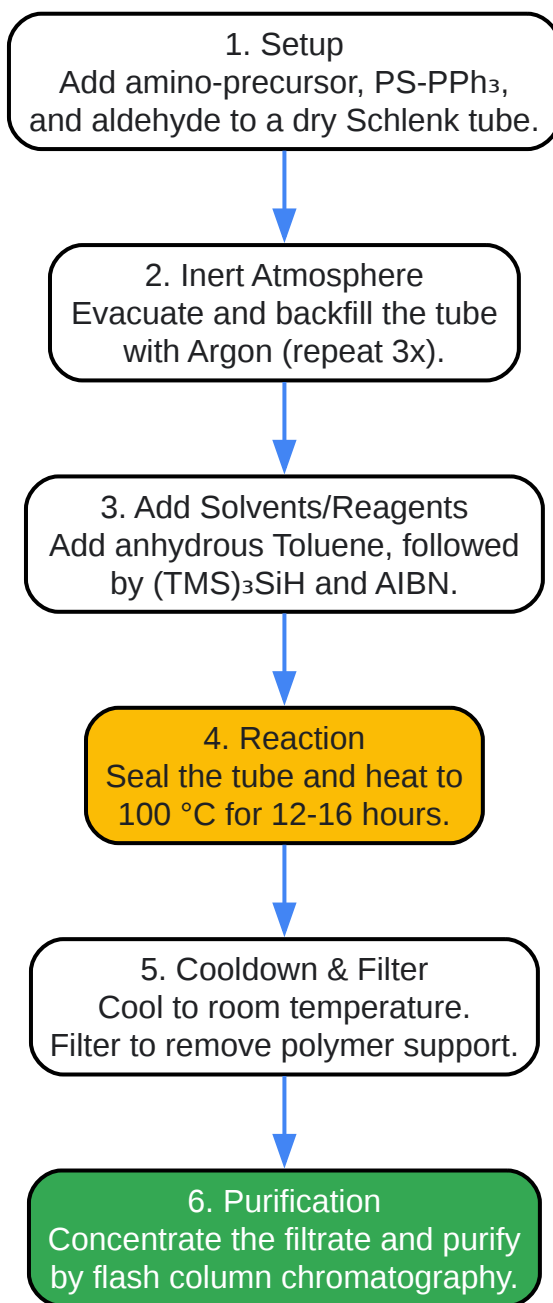 1. Setup
Add amino-precursor, PS-PPh₃,
and aldehyde to a dry Schlenk tube.
2. Inert Atmosphere
Evacuate and backfill the tube
with Argon (repeat 3x).
3. Add Solvents/Reagents
Add anhydrous Toluene, followed
by (TMS)₃SiH and AIBN.
4. Reaction
Seal the tube and heat to
100 °C for 12-16 hours.
5. Cooldown & Filter
Cool to room temperature.
Filter to remove polymer support.
6. Purification
Concentrate the filtrate and purify
by flash column chromatography.